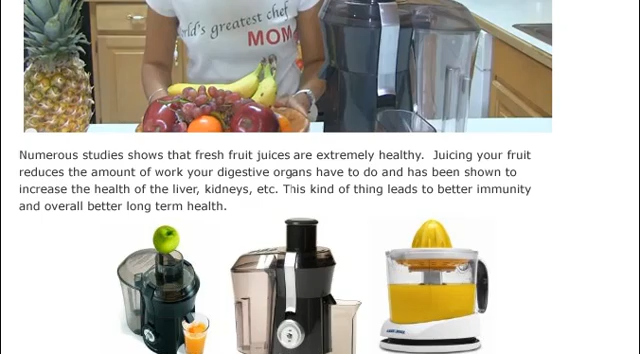 rld's greatest chef
MOM
Numerous studies shows that fresh fruit juices are extremely healthy.  Juicing your fruit
reduces the amount of work your digestive organs have to do and has been shown to
increase the health of the liver, kidneys, etc. This kind of thing leads to better immunity
and overall better long term health.